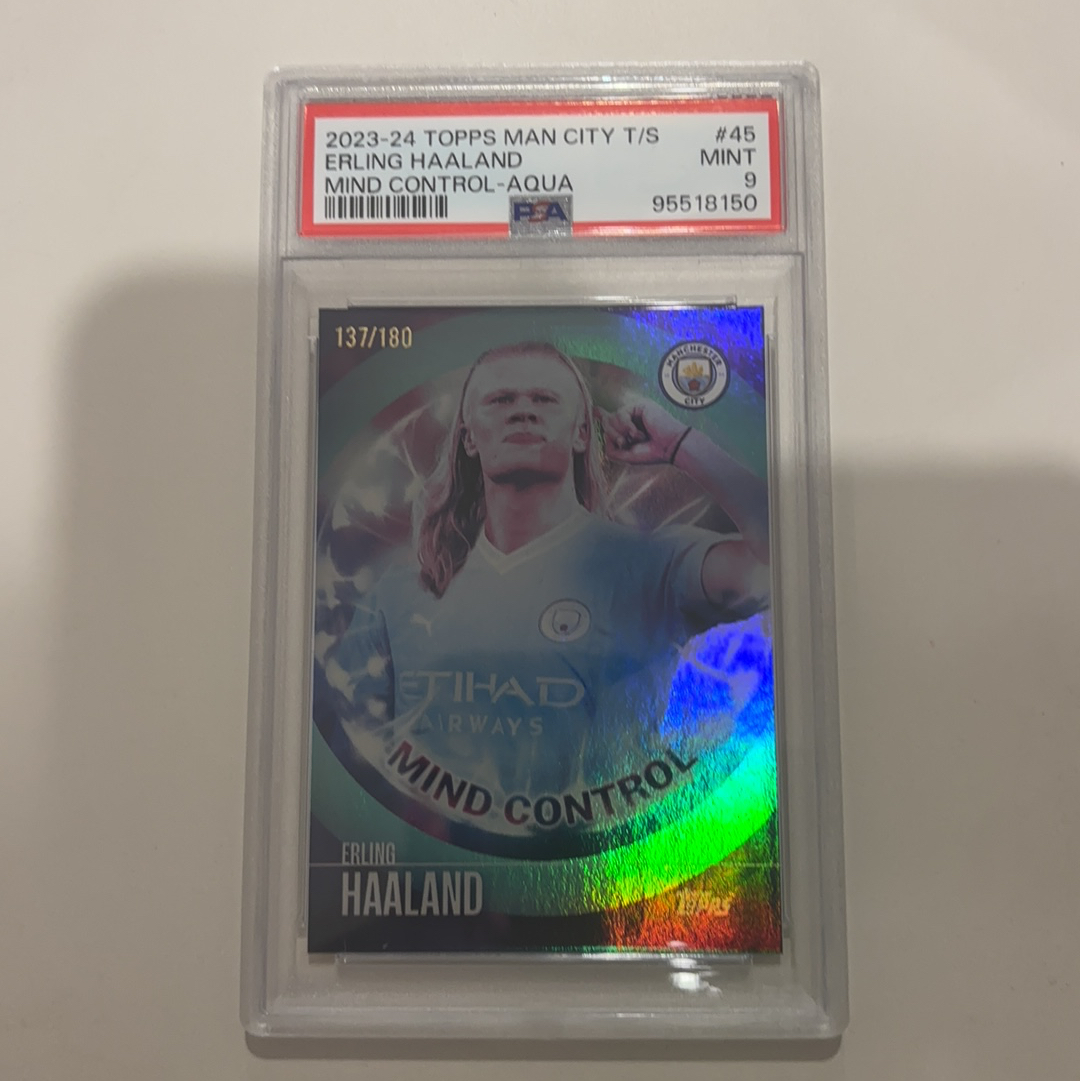 2023-24 TOPPS MAN CITY T/S #45
ERLING HAALAND MINT
MIND CONTROL-AQUA 9
PSA 95518150
137/180
MANCHESTER
CITY
ETIHAD
AIRWAYS
MIND CONTROL
ERLING
HAALAND
Topps